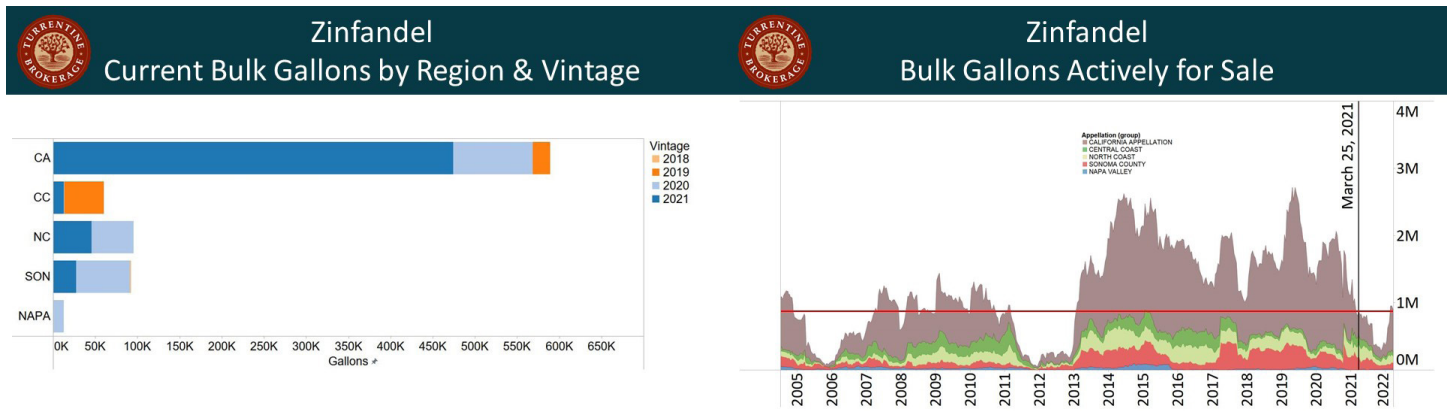 TURRENTINE
BROKERAGE
Zinfandel
Current Bulk Gallons by Region & Vintage
CA
CC
NC
SON
NAPA
0K 50K 100K 150K 200K 250K 300K 350K 400K 450K 500K 550K 600K 650K
Gallons
Vintage
2018
2019
2020
2021
TURRENTINE
BROKERAGE
Zinfandel
Bulk Gallons Actively for Sale
Appellation (group)
CALIFORNIA APPELLATION
CENTRAL COAST
NORTH COAST
SONOMA COUNTY
NAPA VALLEY
March 25, 2021
4M
3M
2M
1M
0M
2005 2006 2007 2008 2009 2010 2011 2012 2013 2014 2015 2016 2017 2018 2019 2020 2021 2022